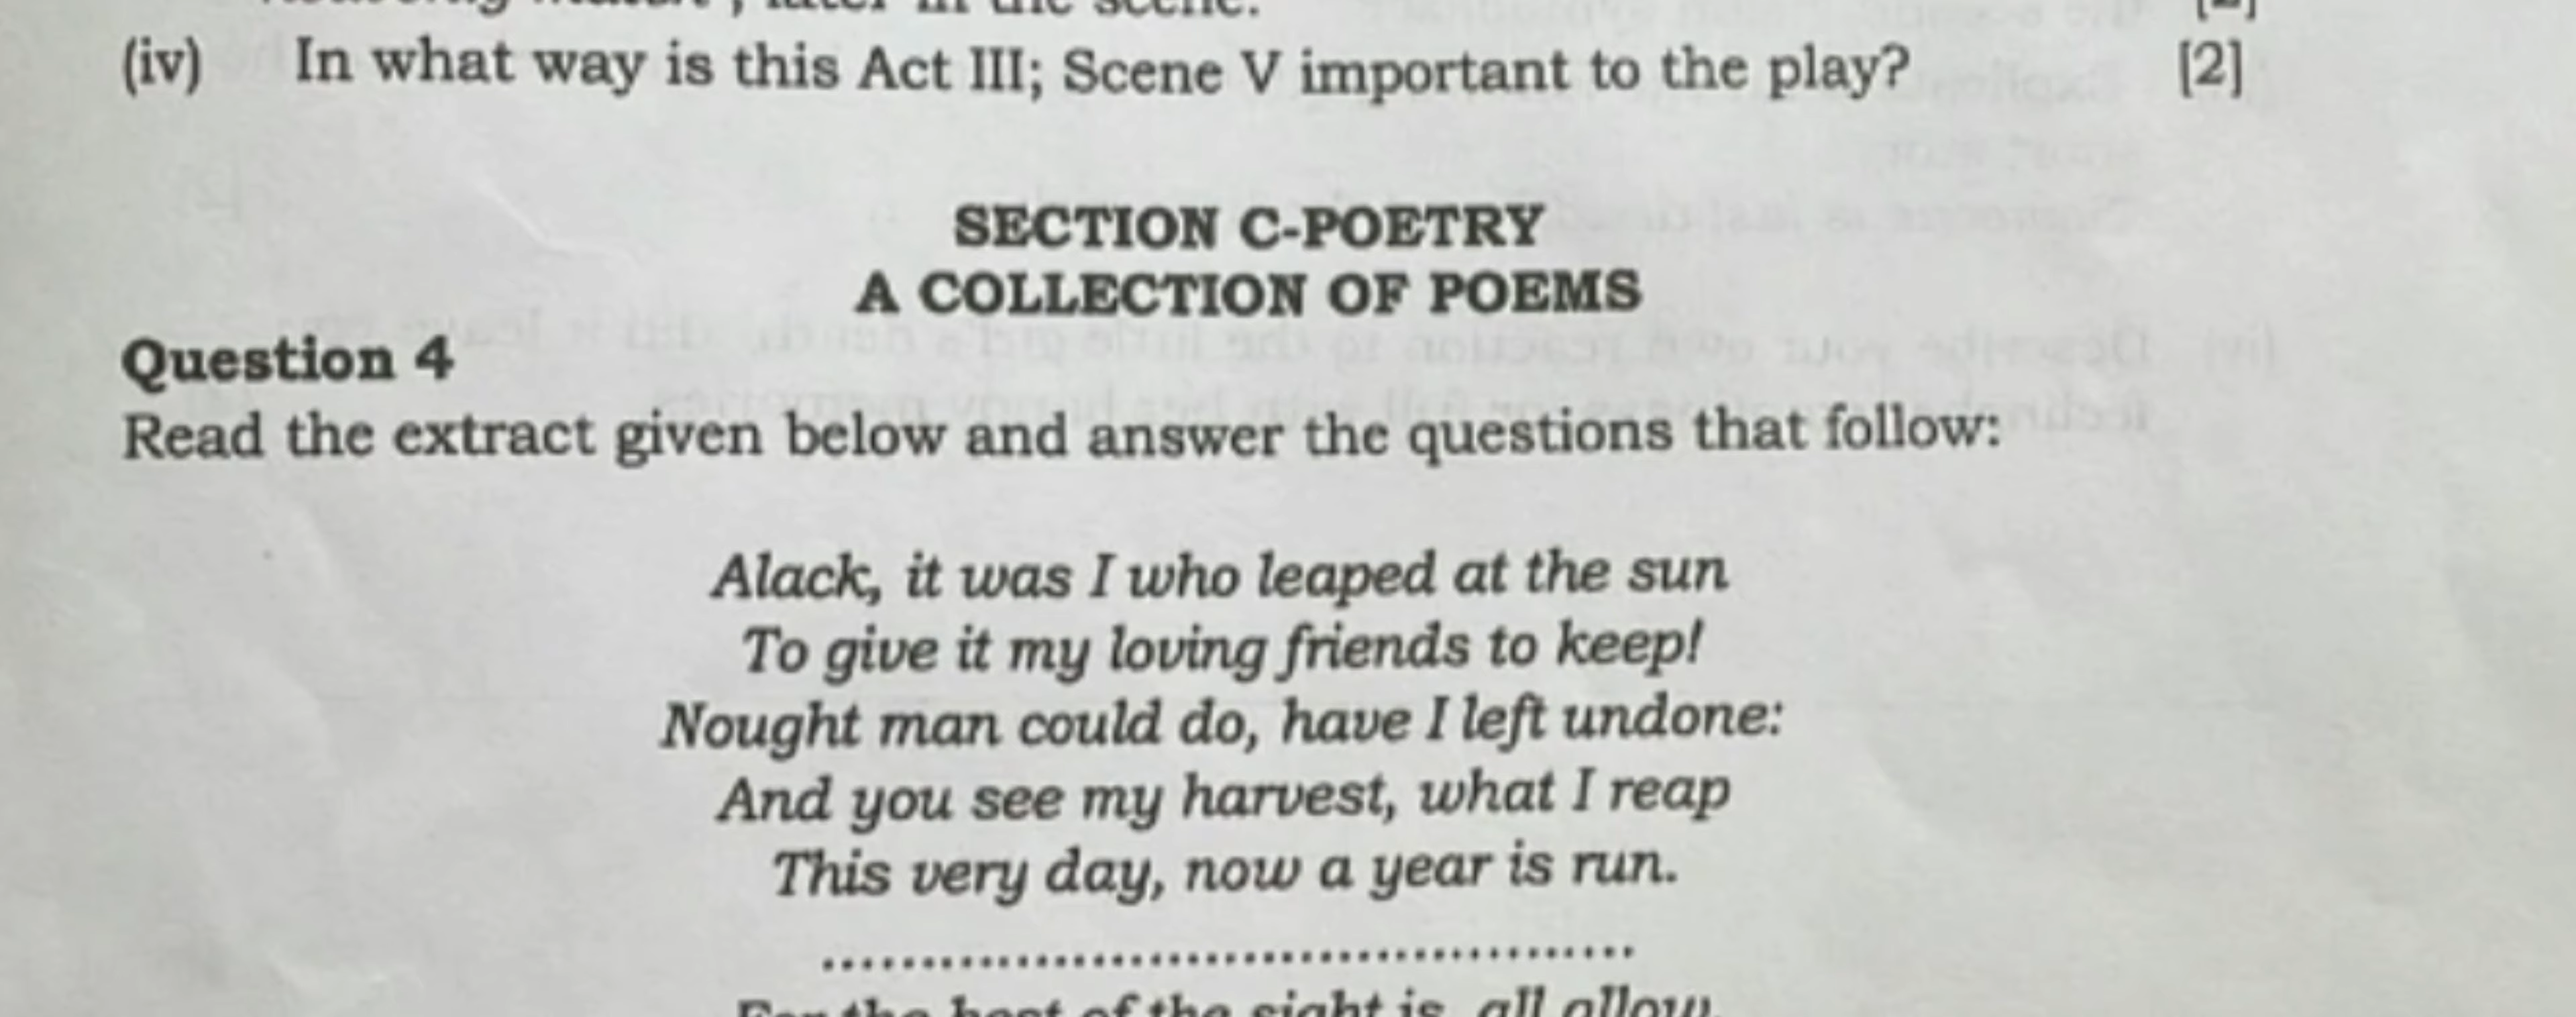 later in the scene.
(iv) In what way is this Act III; Scene V important to the play? [2]
SECTION C-POETRY
A COLLECTION OF POEMS
Question 4
Read the extract given below and answer the questions that follow:
Alack, it was I who leaped at the sun
To give it my loving friends to keep!
Nought man could do, have I left undone:
And you see my harvest, what I reap
This very day, now a year is run.
..........................................
For the best of the sight is, all allow,